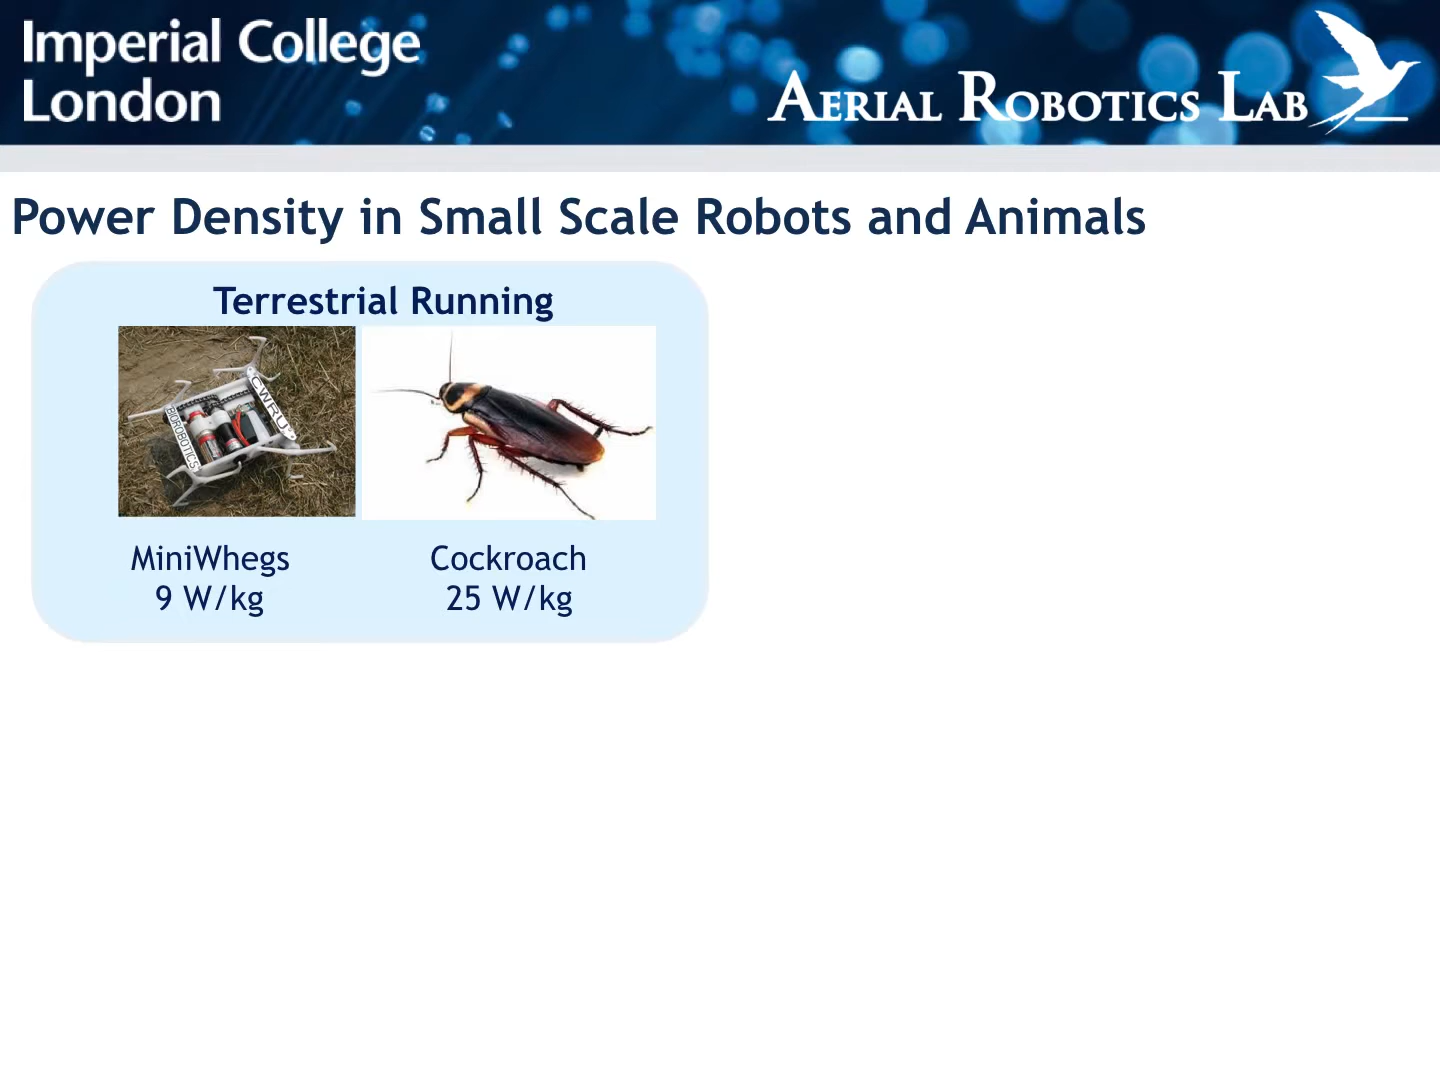 Imperial College
London
AERIAL ROBOTICS LAB
Power Density in Small Scale Robots and Animals
Terrestrial Running
CWRU
BIOROBOTICS
MiniWhegs
9 W/kg
Cockroach
25 W/kg